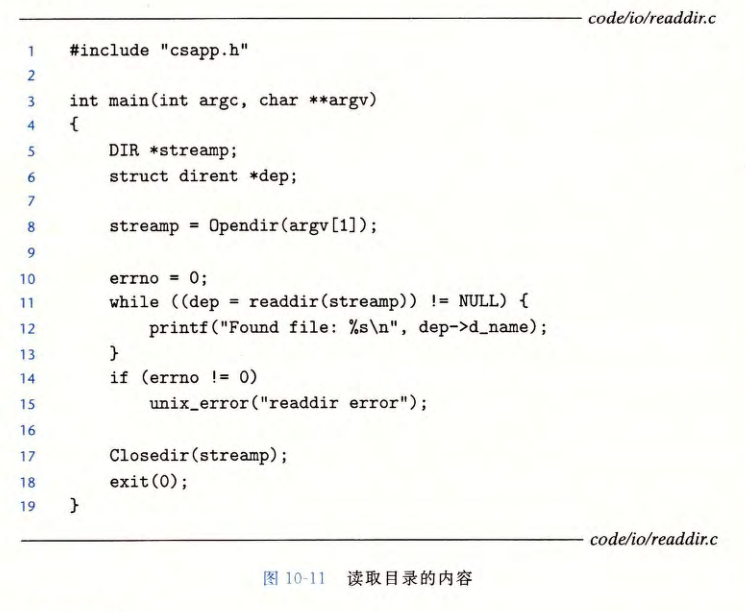 code/io/readdir.c
1 #include "csapp.h"
2
3 int main(int argc, char **argv)
4 {
5     DIR *streamp;
6     struct dirent *dep;
7
8     streamp = Opendir(argv[1]);
9
10     errno = 0;
11     while ((dep = readdir(streamp)) != NULL) {
12         printf("Found file: %s\n", dep->d_name);
13     }
14     if (errno != 0)
15         unix_error("readdir error");
16
17     Closedir(streamp);
18     exit(0);
19 }
code/io/readdir.c
图 10-11 读取目录的内容